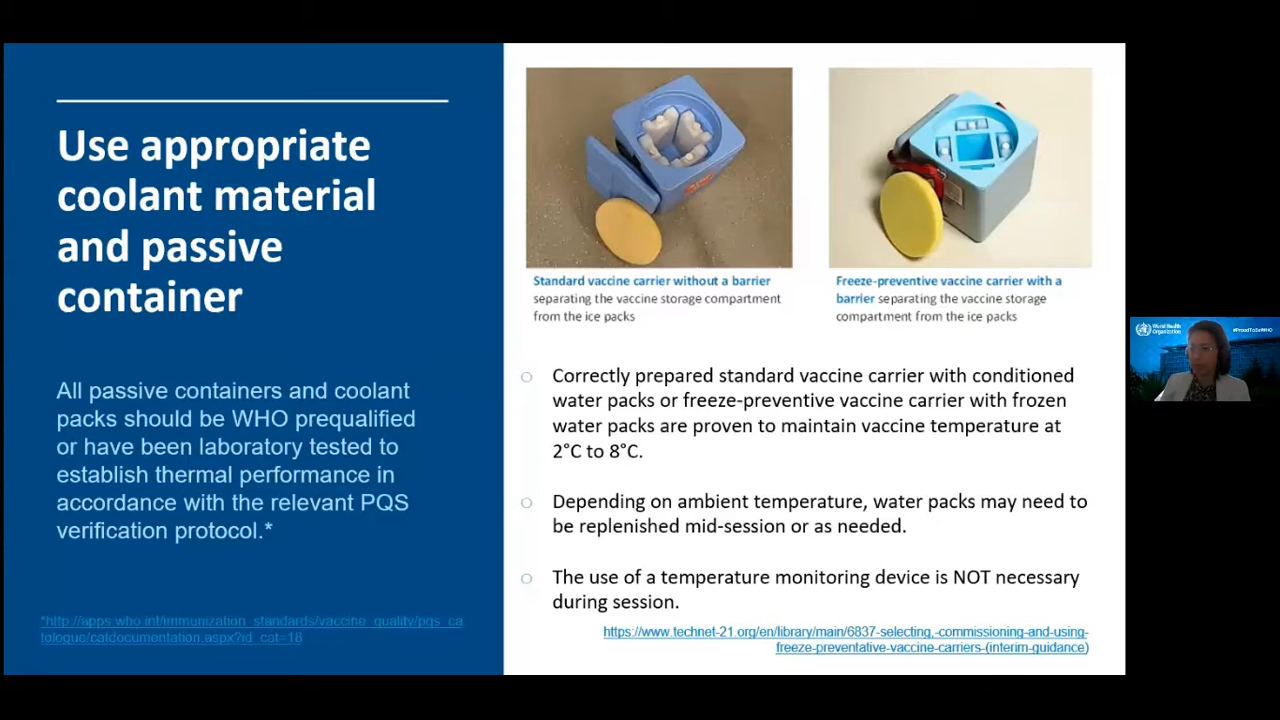 Use appropriate
coolant material
and passive
container
All passive containers and coolant
packs should be WHO prequalified
or have been laboratory tested to
establish thermal performance in
accordance with the relevant PQS
verification protocol.*
*http://apps.who.int/immunization_standards/vaccine_quality/pqs_ca
talogue/catdocumentation.aspx?id_cat=18
Standard vaccine carrier without a barrier
separating the vaccine storage compartment
from the ice packs
Freeze-preventive vaccine carrier with a
barrier separating the vaccine storage
compartment from the ice packs
Correctly prepared standard vaccine carrier with conditioned
water packs or freeze-preventive vaccine carrier with frozen
water packs are proven to maintain vaccine temperature at
2°C to 8°C.
Depending on ambient temperature, water packs may need to
be replenished mid-session or as needed.
The use of a temperature monitoring device is NOT necessary
during session.
https://www.technet-21.org/en/library/main/6837-selecting,-commissioning-and-using-
freeze-preventative-vaccine-carriers-(interim-guidance)
World Health
Organization
#ProudToBeWHO